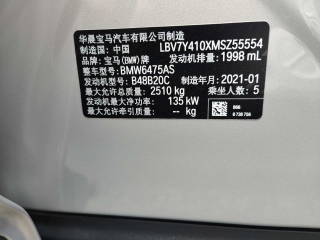 华晨宝马汽车有限公司制造
制造国：中国 LBV7Y410XMSZ55554
品牌：宝马(BMW) 发动机排量：1998 mL
整车型号：BMW6475AS
发动机型号：B48B20C 制造年月：2021-01
最大允许总质量：2510 kg 乘坐人数：5
发动机最大净功率：135 kW
最大允许牵引质量：-- kg